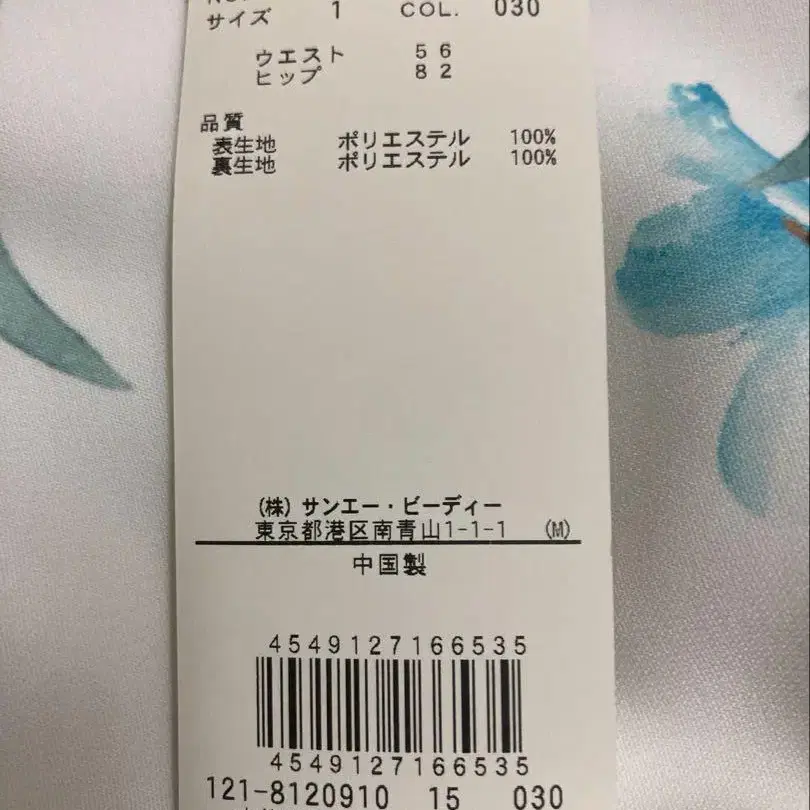 サイズ 1 COL. 030
ウエスト 56
ヒップ 82
品質
表生地 ポリエステル 100%
裏生地 ポリエステル 100%
(株) サンエー・ビーディー
東京都港区南青山1-1-1 (M)
中国製
4549127166535
4549127166535
121-8120910 15 030